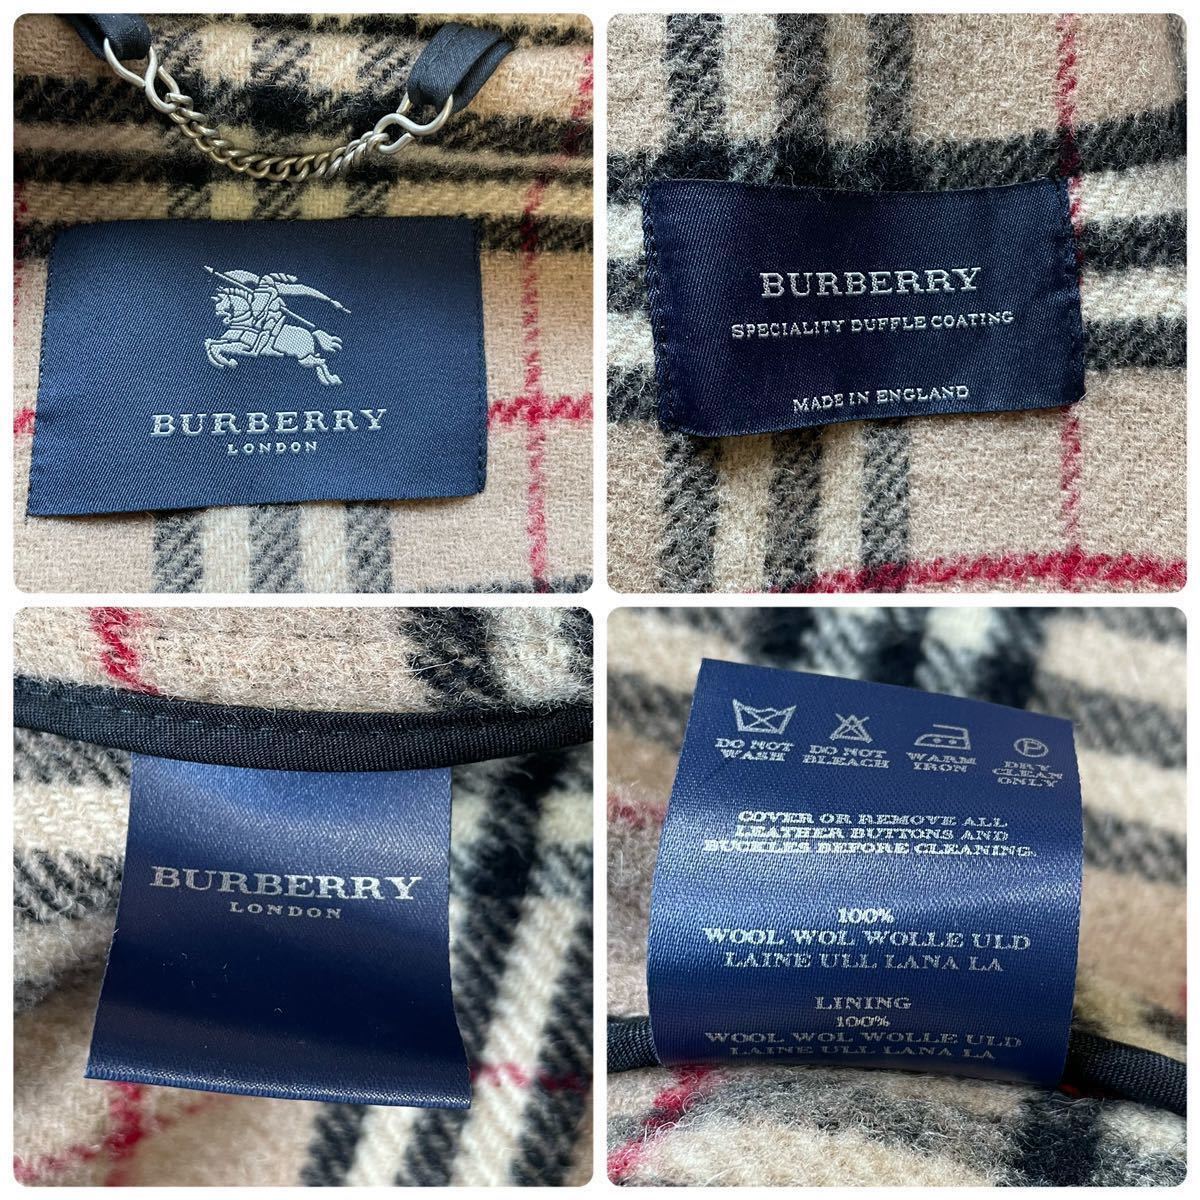 BURBERRY
LONDON
BURBERRY
SPECIALITY DUFFLE COATING
MADE IN ENGLAND
BURBERRY
LONDON
DO NOT WASH
DO NOT BLEACH
WARM IRON
P
DRY CLEAN ONLY
COVER OR REMOVE ALL
LEATHER BUTTONS AND
BUCKLES BEFORE CLEANING.
100%
WOOL WOL WOLLE ULD
LAINE ULL LANA LA
LINING
100%
WOOL WOL WOLLE ULD
LAINE ULL LANA LA